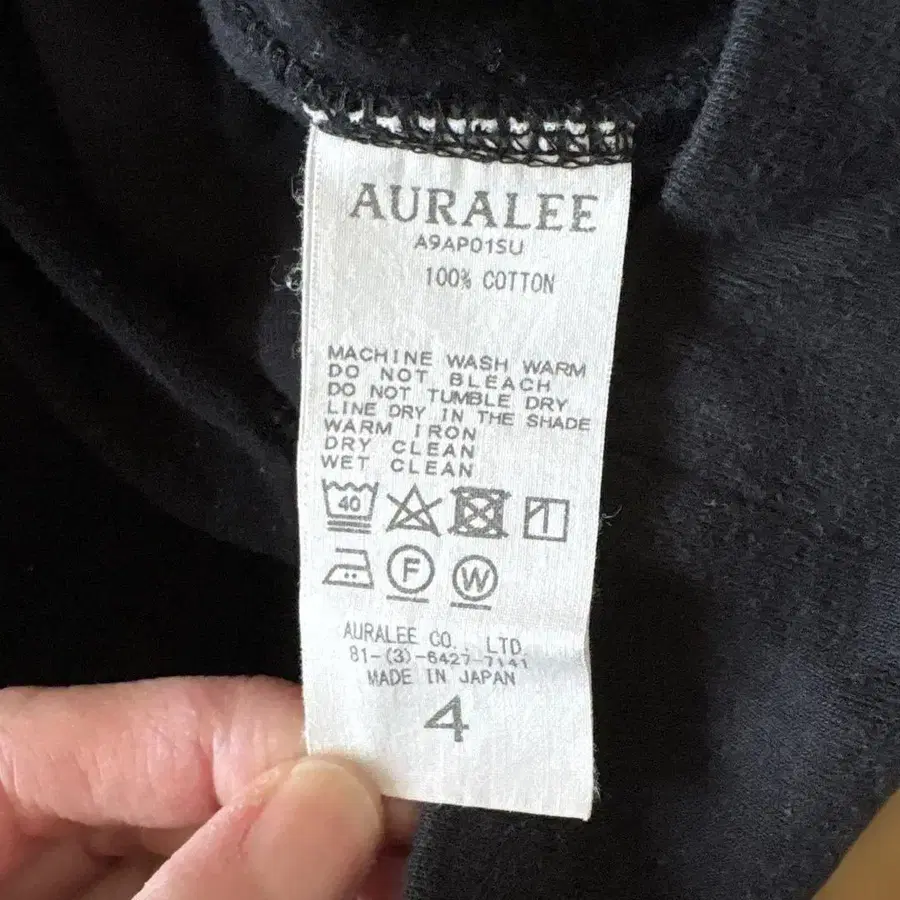 AURALEE
A9AP01SU
100% COTTON
MACHINE WASH WARM
DO NOT BLEACH
DO NOT TUMBLE DRY
LINE DRY IN THE SHADE
WARM IRON
DRY CLEAN
WET CLEAN
40
F W
AURALEE CO., LTD.
81-(3)-6427-7141
MADE IN JAPAN
4